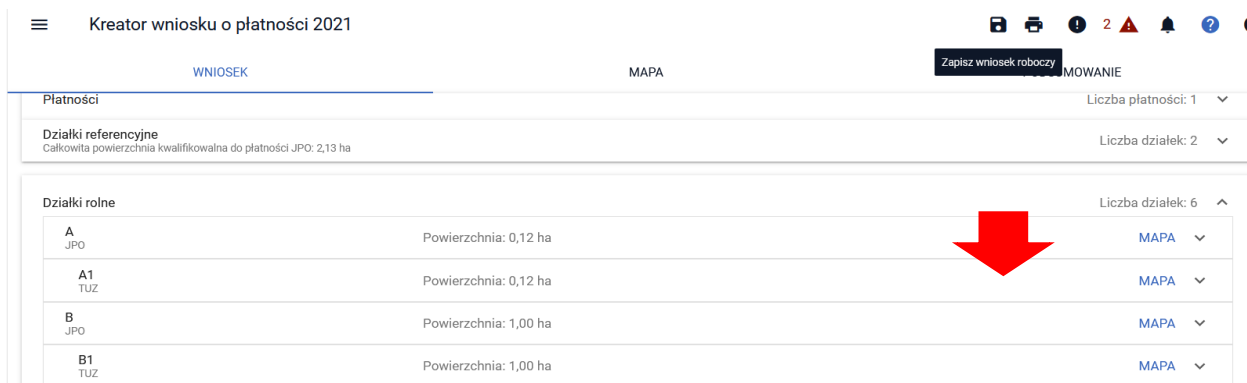 Kreator wniosku o płatności 2021
2
Zapisz wniosek roboczy
WNIOSEK
MAPA
MOWANIE
Płatności
Liczba płatności: 1
Działki referencyjne
Całkowita powierzchnia kwalifikowalna do płatności JPO: 2,13 ha
Liczba działek: 2
Działki rolne
Liczba działek: 6
A
JPO
Powierzchnia: 0,12 ha
MAPA
A1
TUZ
Powierzchnia: 0,12 ha
MAPA
B
JPO
Powierzchnia: 1,00 ha
MAPA
B1
TUZ
Powierzchnia: 1,00 ha
MAPA